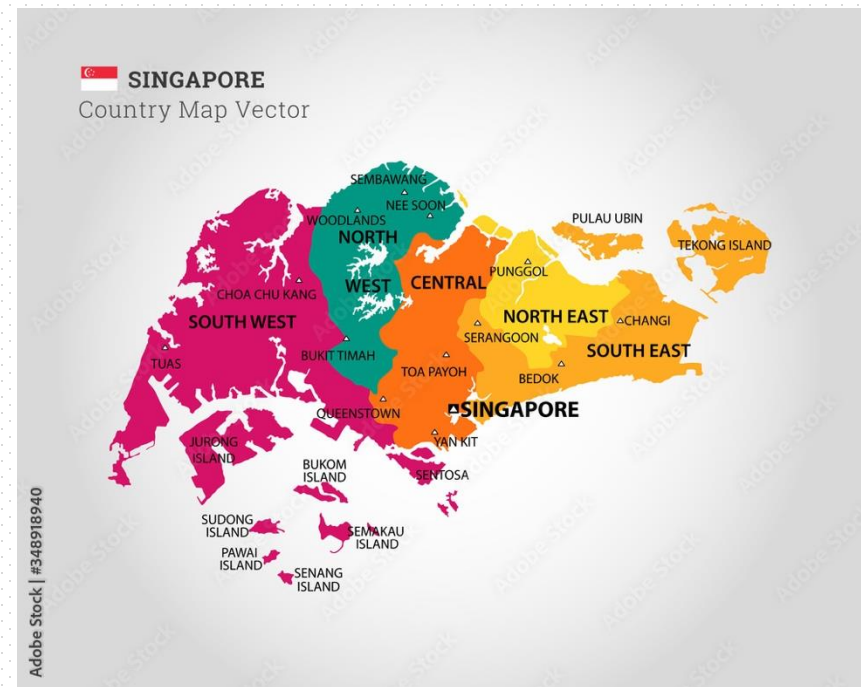 SINGAPORE
Country Map Vector
SEMBAWANG
WOODLANDS
NEE SOON
NORTH
WEST
CENTRAL
PUNGGOL
PULAU UBIN
TEKONG ISLAND
CHOA CHU KANG
SOUTH WEST
NORTH EAST
CHANGI
SERANGOON
SOUTH EAST
TUAS
BUKIT TIMAH
TOA PAYOH
BEDOK
QUEENSTOWN
SINGAPORE
YAN KIT
JURONG
ISLAND
BUKOM
ISLAND
SENTOSA
SUDONG
ISLAND
SEMAKAU
ISLAND
PAWAI
ISLAND
SENANG
ISLAND
Adobe Stock | #348918940